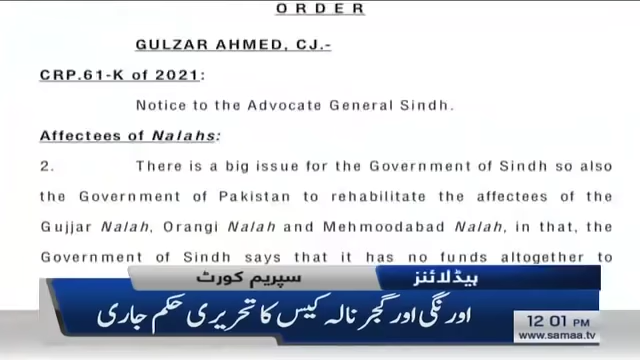 ORDER
GULZAR AHMED, CJ.-
CRP.61-K of 2021:
Notice to the Advocate General Sindh.
Affectees of Nalahs:
2. There is a big issue for the Government of Sindh so also
the Government of Pakistan to rehabilitate the affectees of the
Gujjar Nalah, Orangi Nalah and Mehmoodabad Nalah, in that, the
Government of Sindh says that it has no funds altogether to
ہیڈلائنز
سپریم کورٹ
اورنگی اور گجر نالہ کیس کا تحریری حکم جاری
12:01 PM
www.samaa.tv